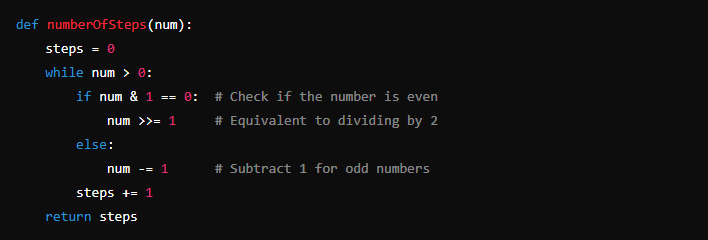 def numberOfSteps(num):
    steps = 0
    while num > 0:
        if num & 1 == 0:  # Check if the number is even
            num >>= 1     # Equivalent to dividing by 2
        else:
            num -= 1      # Subtract 1 for odd numbers
        steps += 1
    return steps